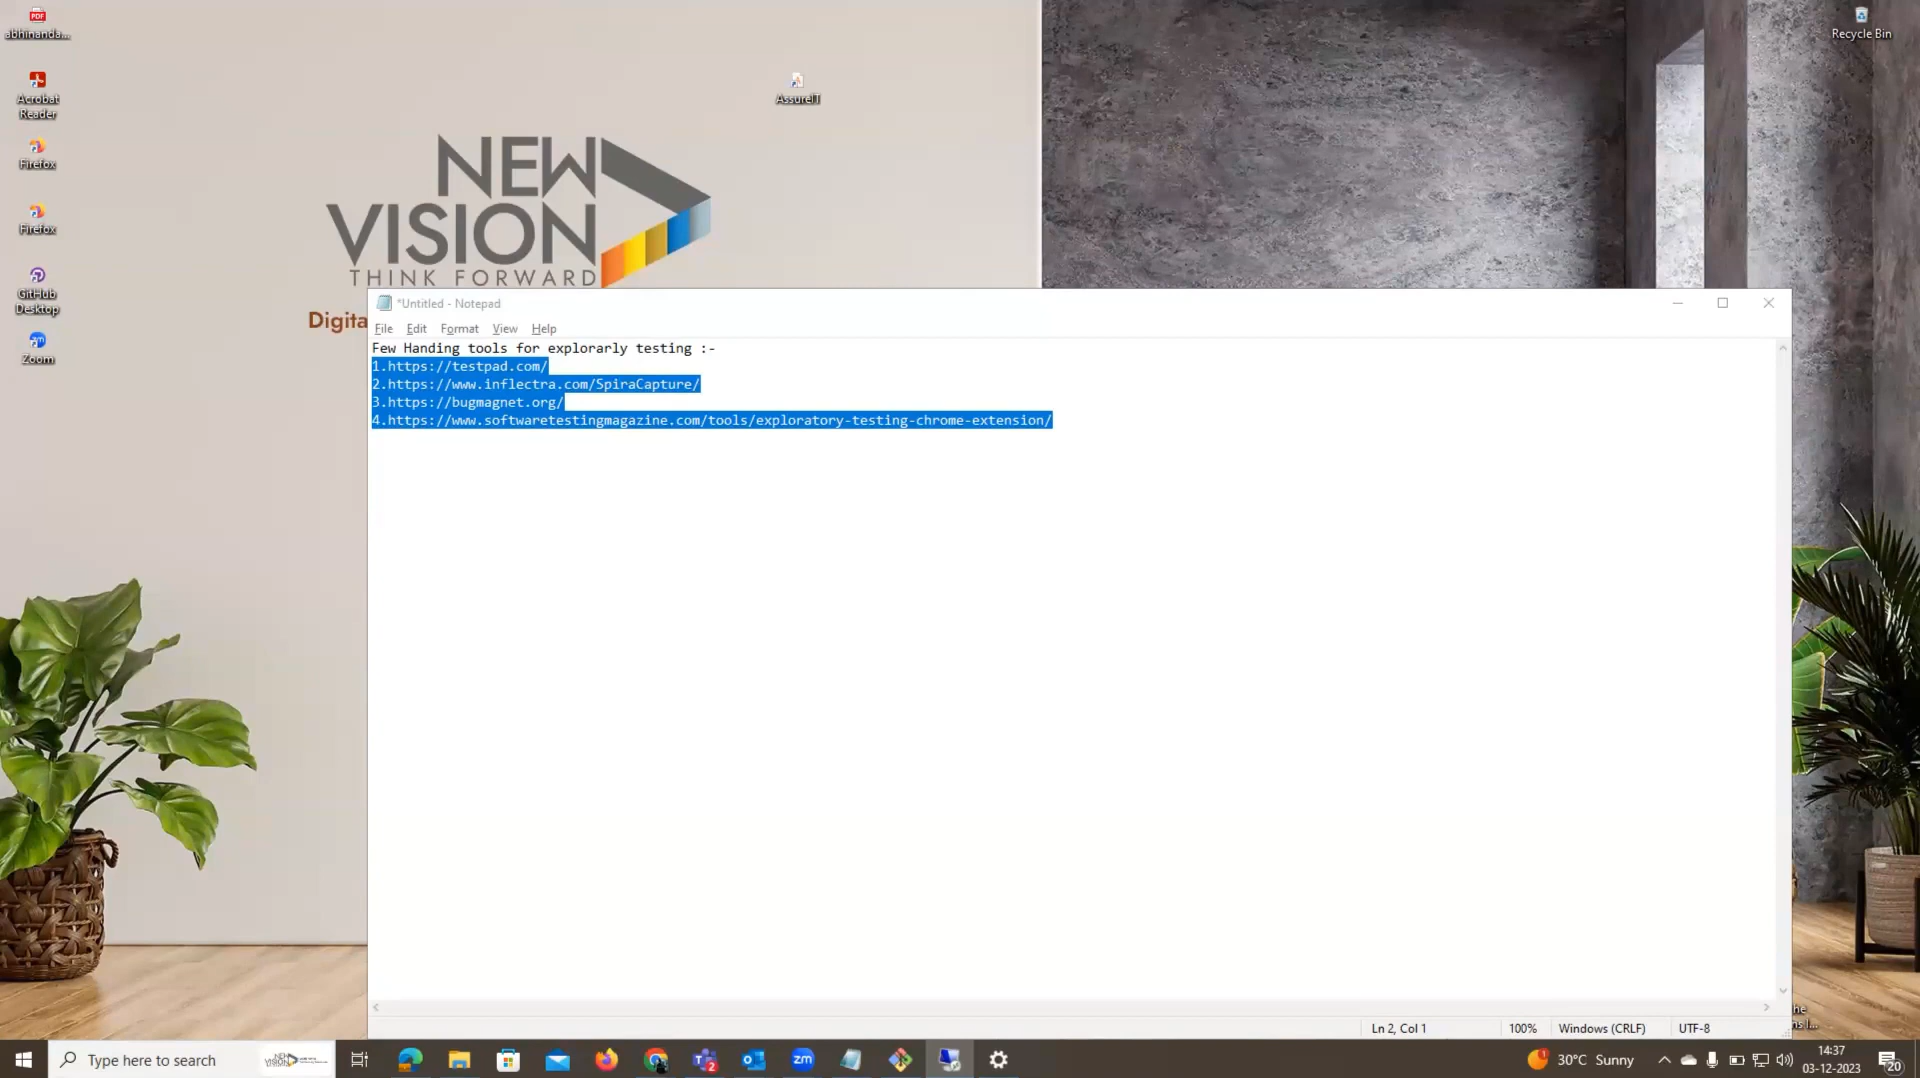 abhinanda...
Acrobat
Reader
Firefox
Firefox
GitHub
Desktop
Zoom
AssureIT
Recycle Bin
NEW
VISION
THINK FORWARD
Digita
*Untitled - Notepad
File Edit Format View Help
Few Handing tools for explorarly testing :-
1.https://testpad.com/
2.https://www.inflectra.com/SpiraCapture/
3.https://bugmagnet.org/
4.https://www.softwaretestingmagazine.com/tools/exploratory-testing-chrome-extension/
Ln 2, Col 1 100% Windows (CRLF) UTF-8
Type here to search
30°C Sunny
14:37
03-12-2023
20